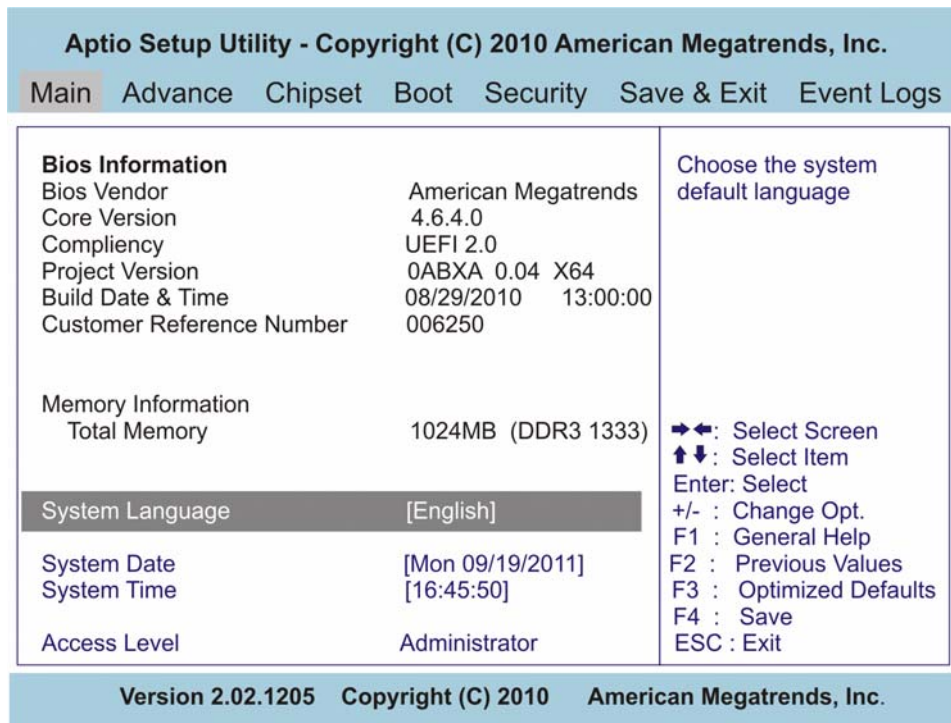 Aptio Setup Utility - Copyright (C) 2010 American Megatrends, Inc.
Main Advance Chipset Boot Security Save & Exit Event Logs
Bios Information
Bios Vendor American Megatrends
Core Version 4.6.4.0
Compliency UEFI 2.0
Project Version 0ABXA 0.04 X64
Build Date & Time 08/29/2010 13:00:00
Customer Reference Number 006250
Memory Information
Total Memory 1024MB (DDR3 1333)
System Language [English]
System Date [Mon 09/19/2011]
System Time [16:45:50]
Access Level Administrator
Choose the system
default language
➡⬅: Select Screen
⬆⬇: Select Item
Enter: Select
+/- : Change Opt.
F1 : General Help
F2 : Previous Values
F3 : Optimized Defaults
F4 : Save
ESC : Exit
Version 2.02.1205 Copyright (C) 2010 American Megatrends, Inc.